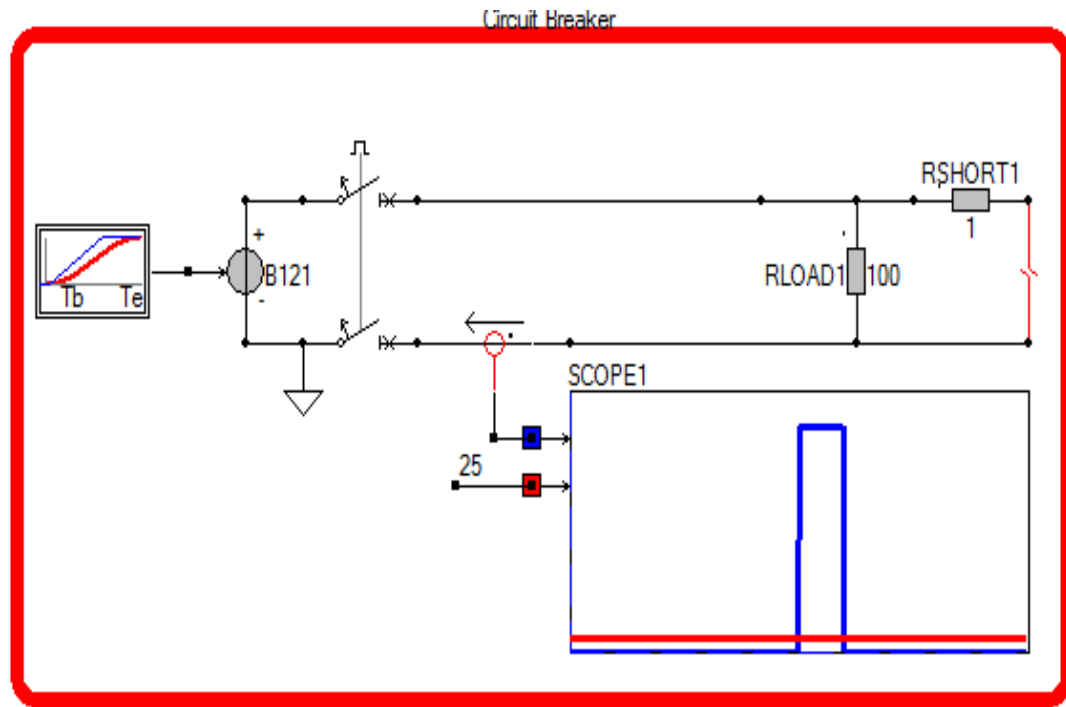 Circuit Breaker
RSHORT1
1
Tb Te
B121
RLOAD1 100
SCOPE1
25